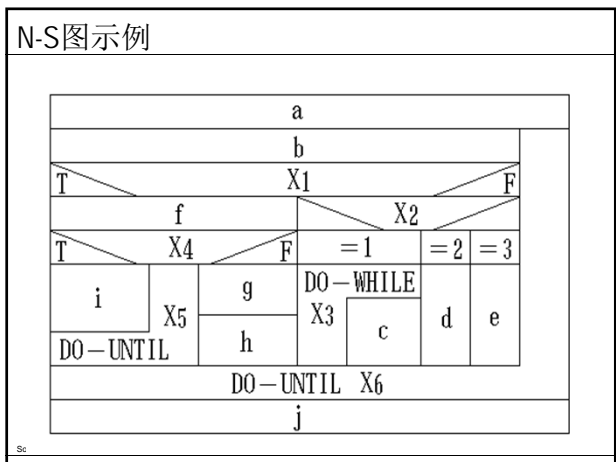 N-S图示例
a
b
T X1 F
f X2
T X4 F =1 =2 =3
i X5 g DO-WHILE X3 c d e
DO-UNTIL h
DO-UNTIL X6
j
Sc